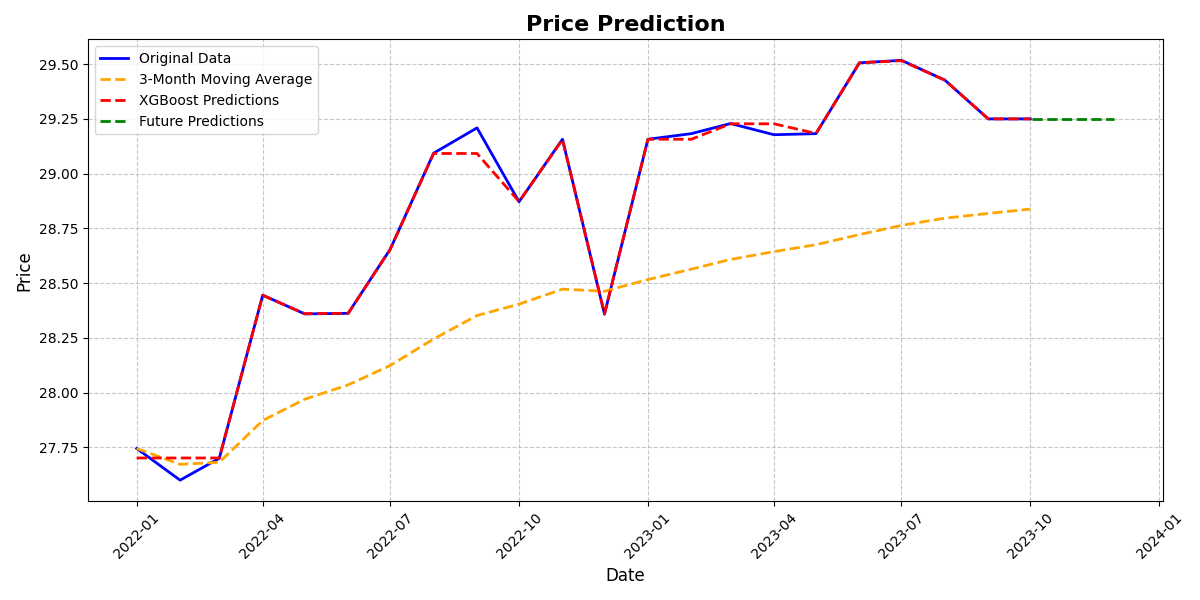 Price Prediction
Original Data
3-Month Moving Average
XGBoost Predictions
Future Predictions
Price
29.50
29.25
29.00
28.75
28.50
28.25
28.00
27.75
2022-01
2022-04
2022-07
2022-10
2023-01
2023-04
2023-07
2023-10
2024-01
Date